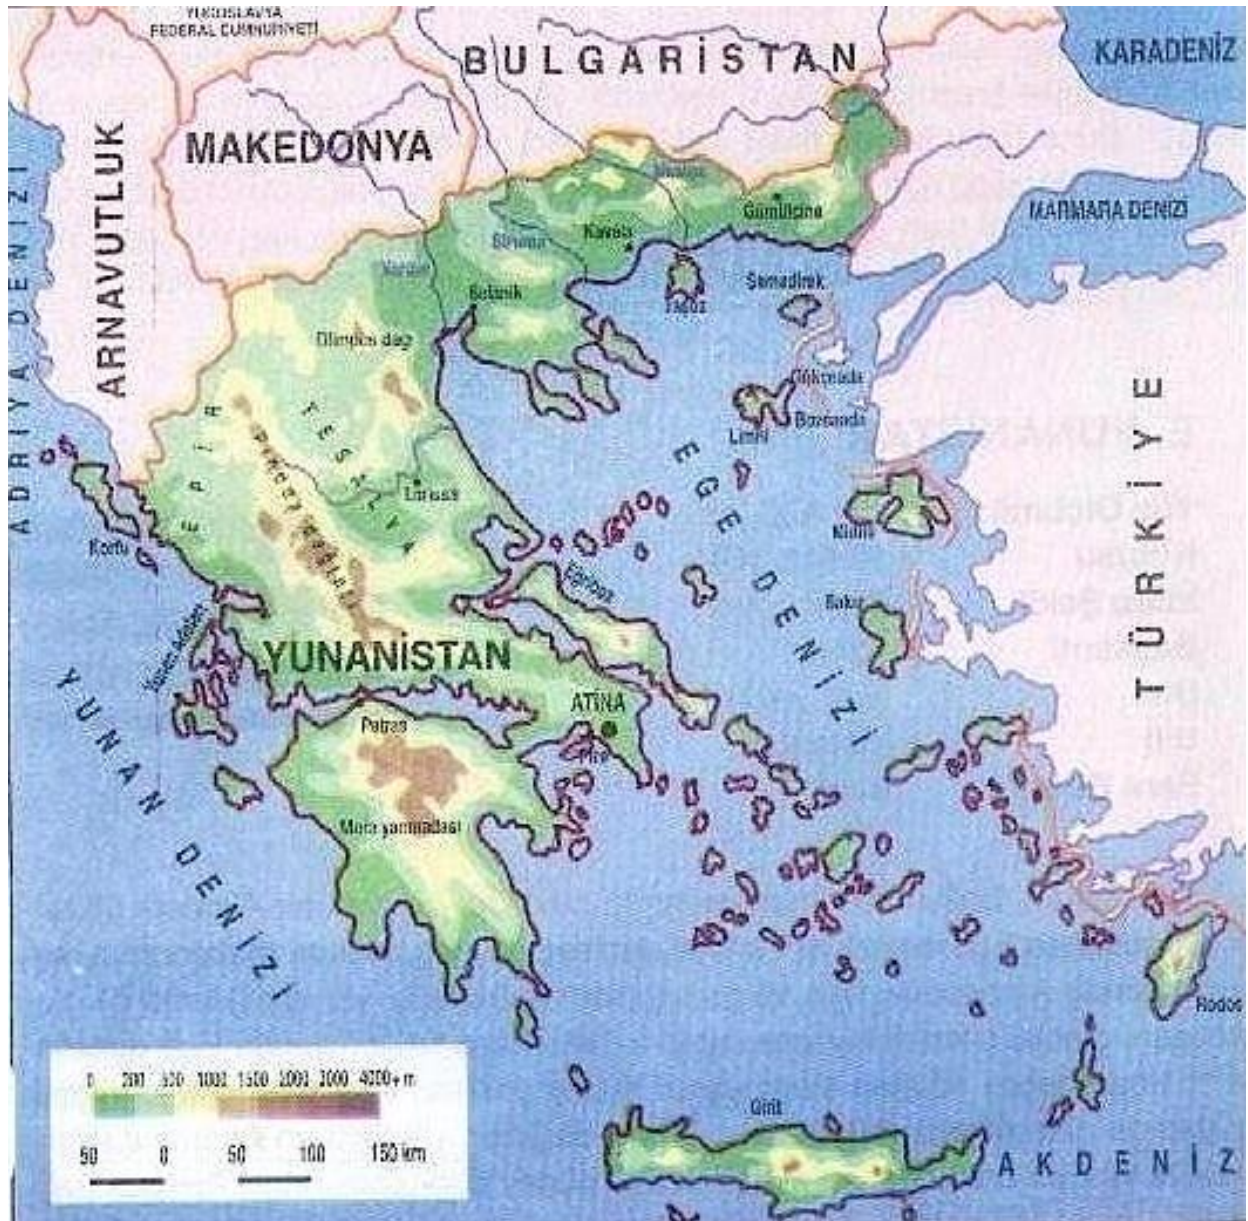 YUGOSLAVYA
FEDERAL CUMHURİYETİ
BULGARİSTAN
KARADENİZ
MAKEDONYA
ARNAVUTLUK
ADRİYA DENİZİ
MARMARA DENİZİ
Gümülcine
Kavala
Selanik
Taşoz
Semadirek
Olimpos dağı
Gökçeada
Bozcaada
Limni
EPİR
TESALYA
Larissa
EGE DENİZİ
TÜRKİYE
Korfu
Midilli
Eğriboz
Sakız
YUNANİSTAN
ATİNA
Patras
Pire
Mora yarımadası
YUNAN DENİZİ
Rodos
Girit
AKDENİZ
0 200 500 1000 1500 2000 3000 4000+ m
50 0 50 100 150 km